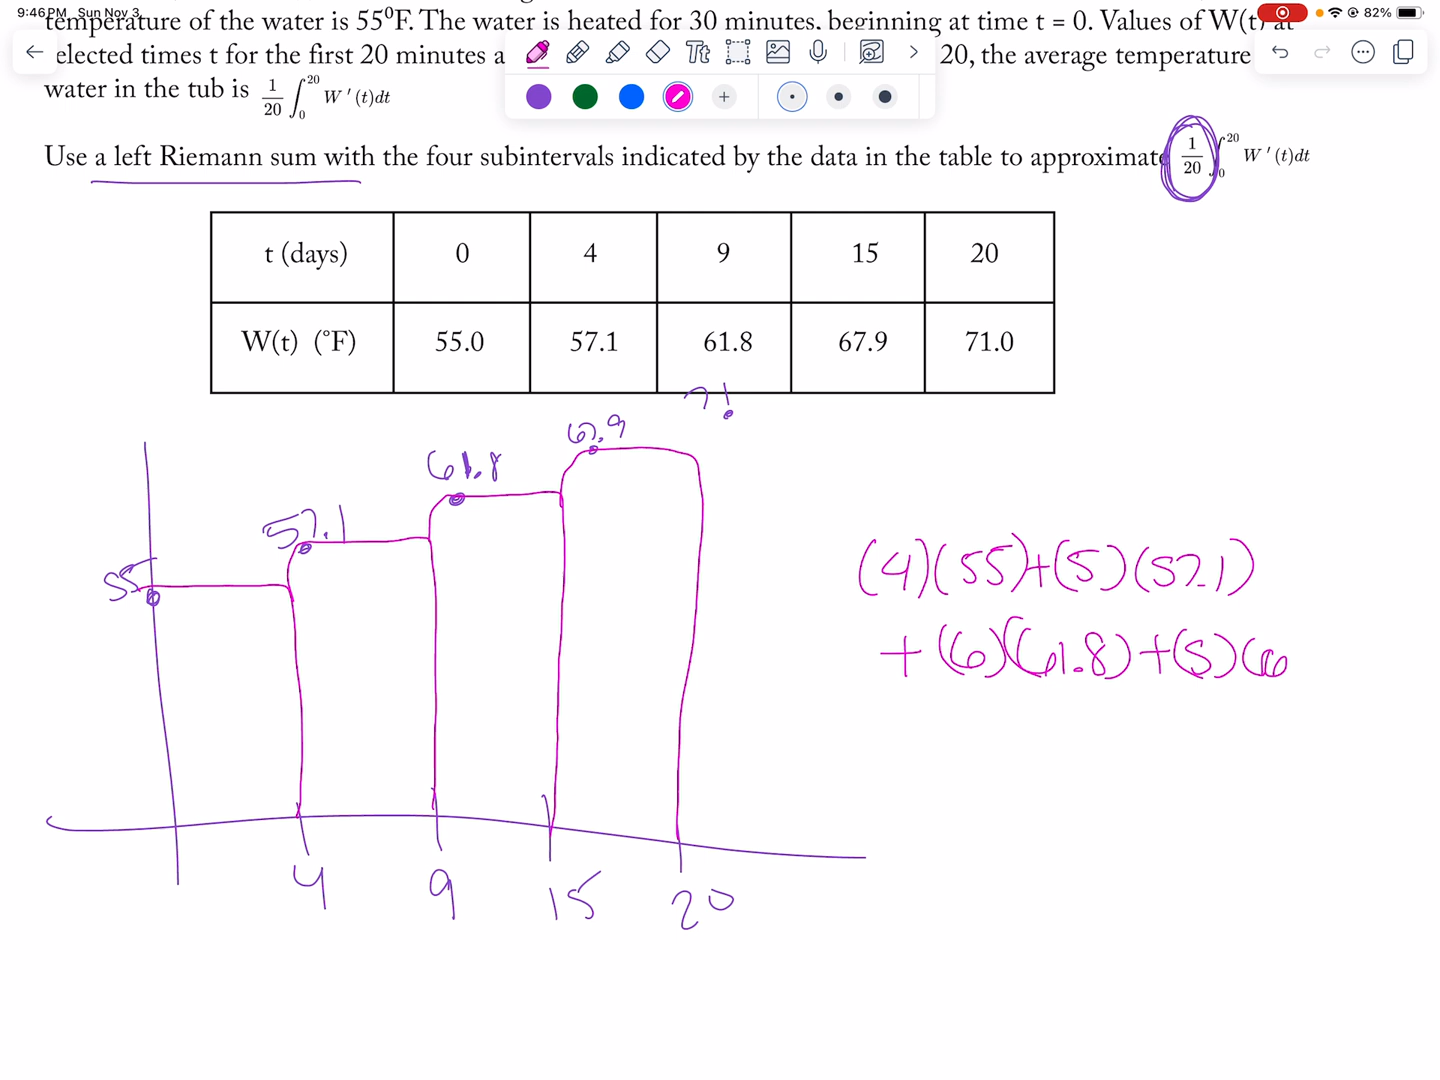 9:46 PM Sun Nov 3
82%
temperature of the water is 55⁰F. The water is heated for 30 minutes, beginning at time t = 0. Values of W(t) at
elected times t for the first 20 minutes a 20, the average temperature
water in the tub is 1/20 ∫₀²⁰ W '(t)dt
Tt
Use a left Riemann sum with the four subintervals indicated by the data in the table to approximate 1/20 ∫₀²⁰ W '(t)dt
t (days) 0 4 9 15 20
W(t) (°F) 55.0 57.1 61.8 67.9 71.0
71
67.9
61.8
57.1
55
(4)(55)+(5)(57.1)
+(6)(61.8)+(5)(6
4 9 15 20